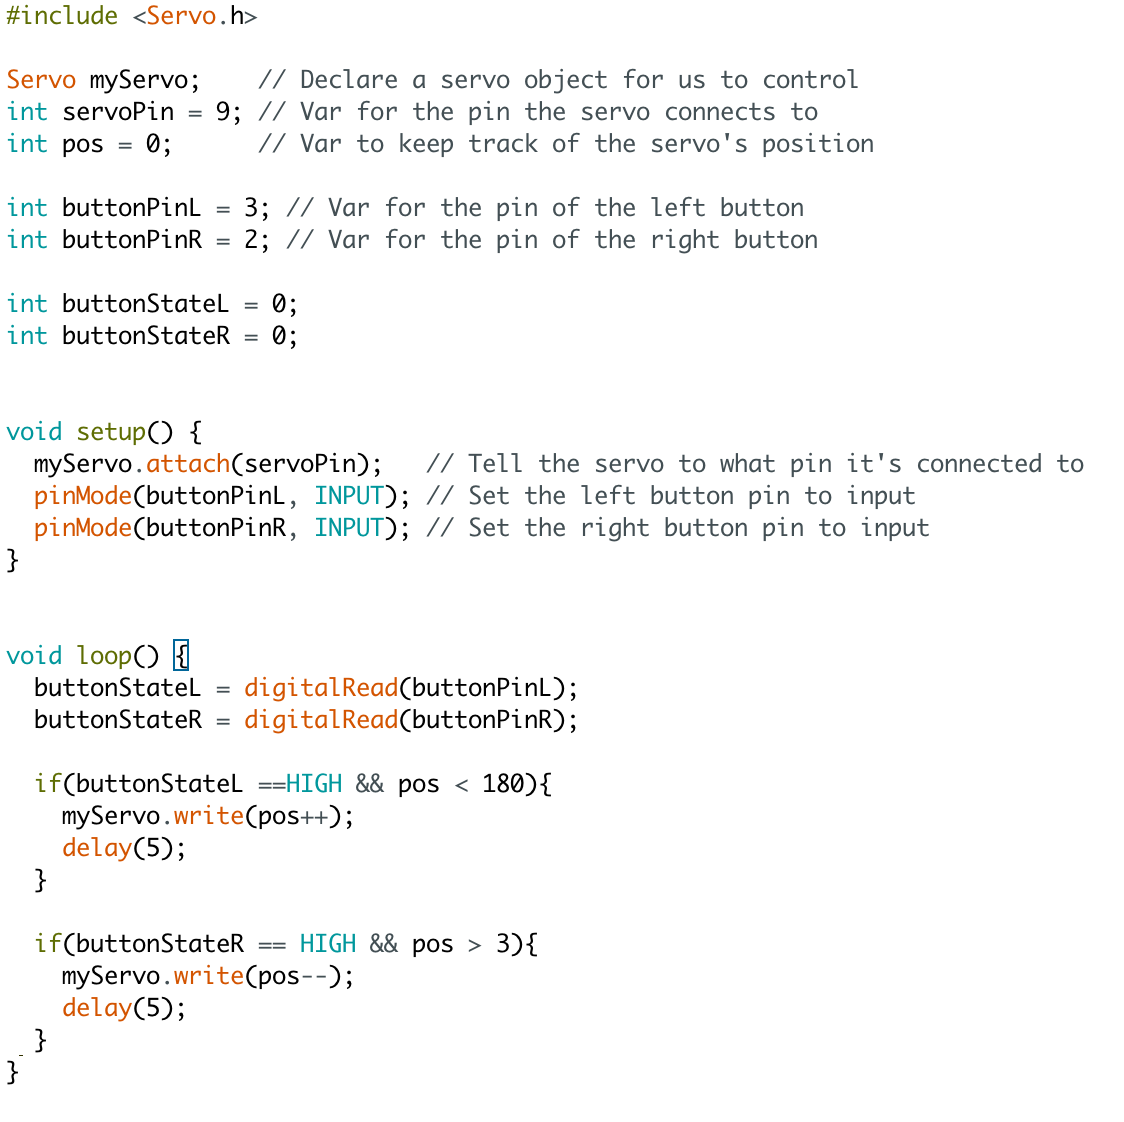 #include <Servo.h>
Servo myServo;    // Declare a servo object for us to control
int servoPin = 9; // Var for the pin the servo connects to
int pos = 0;      // Var to keep track of the servo's position
int buttonPinL = 3; // Var for the pin of the left button
int buttonPinR = 2; // Var for the pin of the right button
int buttonStateL = 0;
int buttonStateR = 0;
void setup() {
  myServo.attach(servoPin);   // Tell the servo to what pin it's connected to
  pinMode(buttonPinL, INPUT); // Set the left button pin to input
  pinMode(buttonPinR, INPUT); // Set the right button pin to input
}
void loop() {
  buttonStateL = digitalRead(buttonPinL);
  buttonStateR = digitalRead(buttonPinR);
  if(buttonStateL ==HIGH && pos < 180){
    myServo.write(pos++);
    delay(5);
  }
  if(buttonStateR == HIGH && pos > 3){
    myServo.write(pos--);
    delay(5);
  }
}